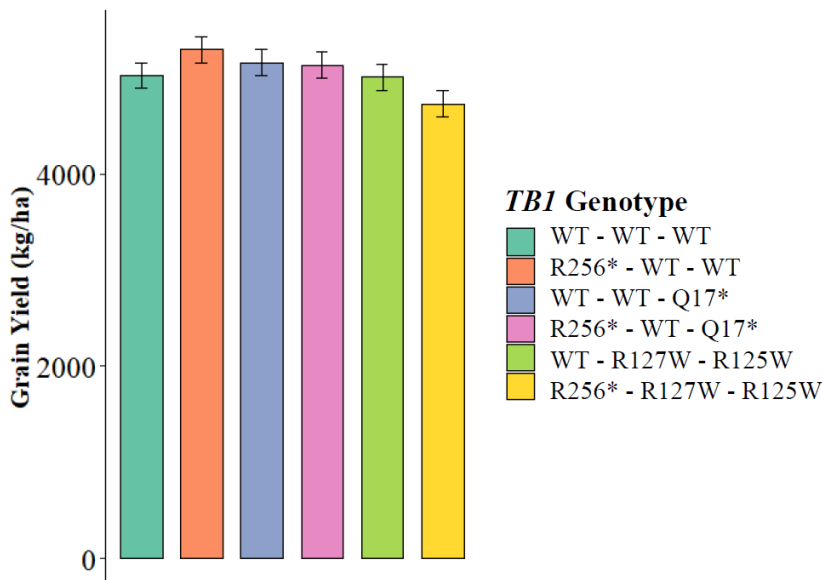 Grain Yield (kg/ha)
4000
2000
0
TB1 Genotype
WT - WT - WT
R256* - WT - WT
WT - WT - Q17*
R256* - WT - Q17*
WT - R127W - R125W
R256* - R127W - R125W